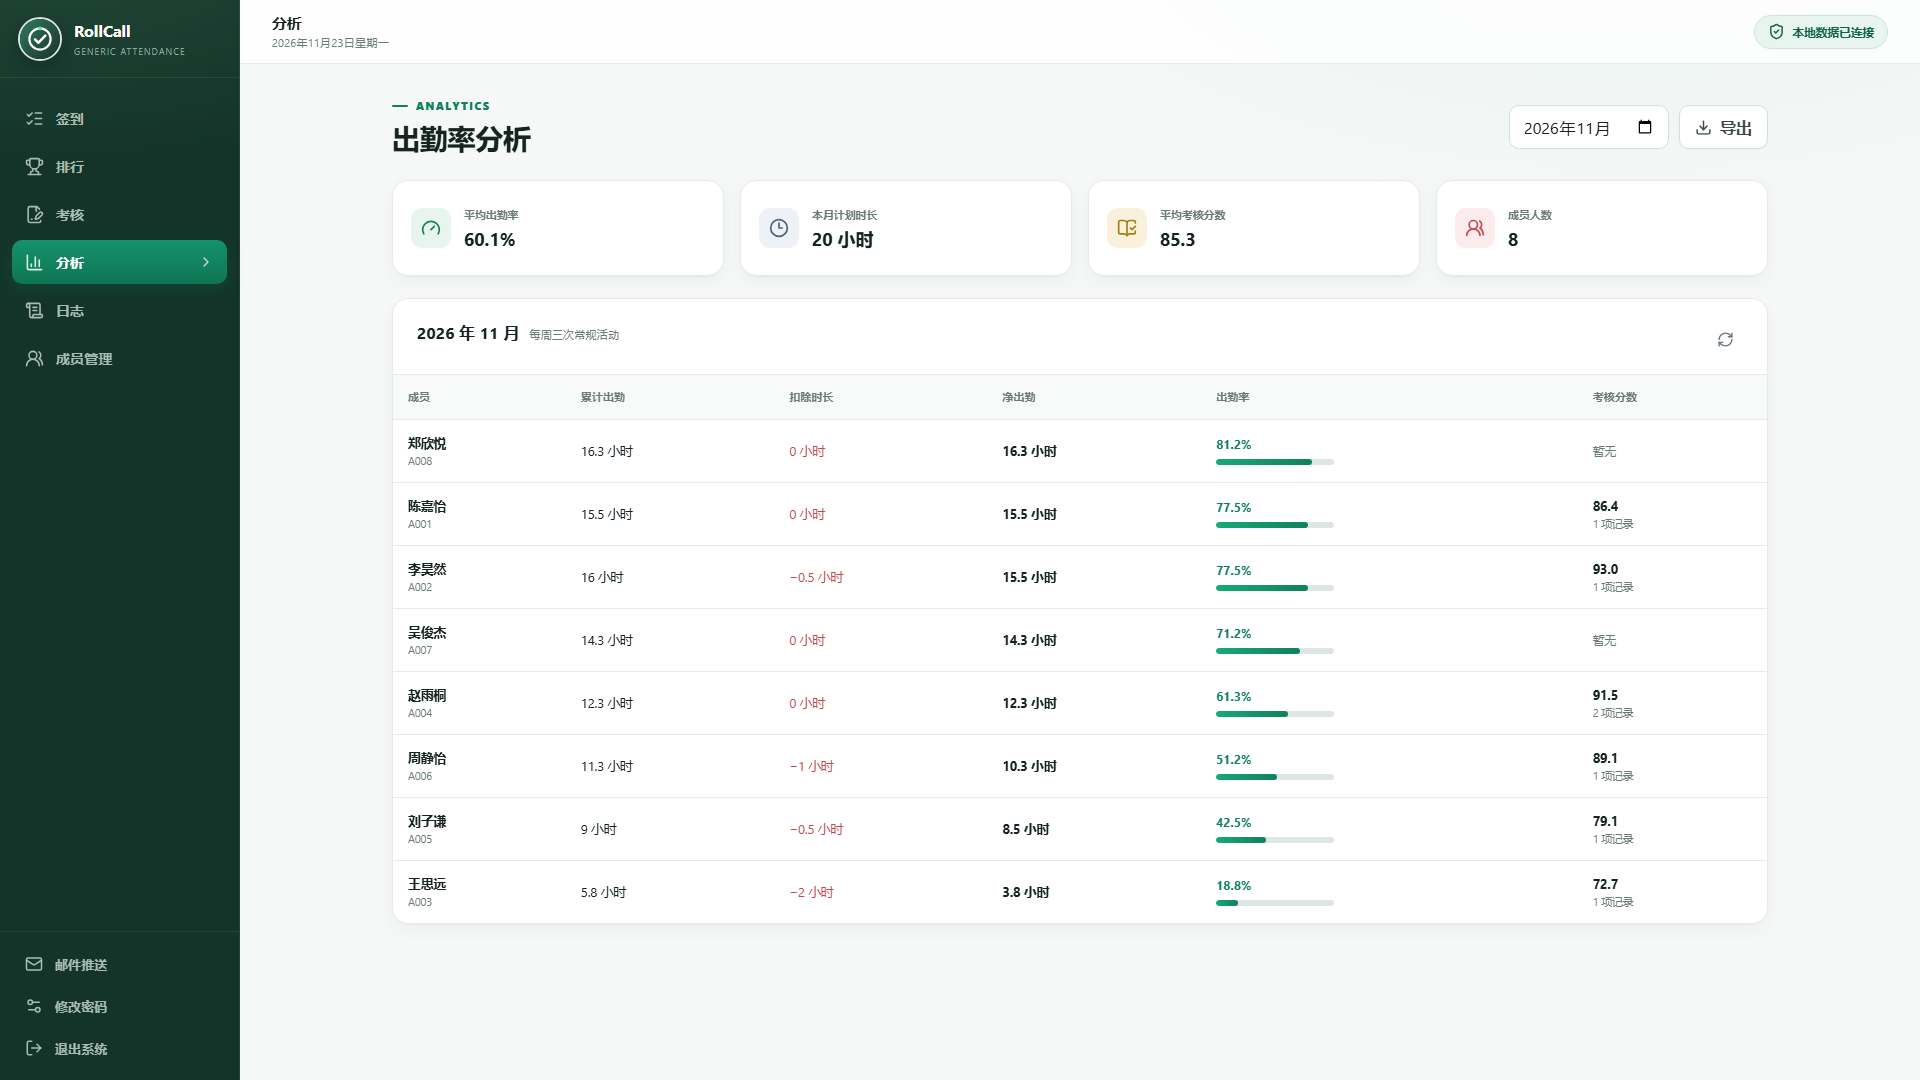 RollCall
GENERIC ATTENDANCE
签到
排行
考核
分析
日志
成员管理
邮件推送
修改密码
退出系统
分析
2026年11月23日星期一
本地数据已连接
ANALYTICS
出勤率分析
2026年11月
导出
平均出勤率
60.1%
本月计划时长
20 小时
平均考核分数
85.3
成员人数
8
2026 年 11 月 每周三次常规活动
成员 累计出勤 扣除时长 净出勤 出勤率 考核分数
郑欣悦
A008
16.3 小时 0 小时 16.3 小时 81.2% 暂无
陈嘉怡
A001
15.5 小时 0 小时 15.5 小时 77.5% 86.4
1 项记录
李昊然
A002
16 小时 −0.5 小时 15.5 小时 77.5% 93.0
1 项记录
吴俊杰
A007
14.3 小时 0 小时 14.3 小时 71.2% 暂无
赵雨桐
A004
12.3 小时 0 小时 12.3 小时 61.3% 91.5
2 项记录
周静怡
A006
11.3 小时 −1 小时 10.3 小时 51.2% 89.1
1 项记录
刘子谦
A005
9 小时 −0.5 小时 8.5 小时 42.5% 79.1
1 项记录
王思远
A003
5.8 小时 −2 小时 3.8 小时 18.8% 72.7
1 项记录